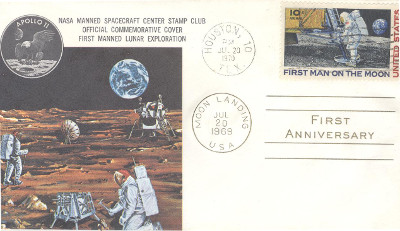 APOLLO 11
NASA MANNED SPACECRAFT CENTER STAMP CLUB
OFFICIAL COMMEMORATIVE COVER
FIRST MANNED LUNAR EXPLORATION
HOUSTON,
JUL 20
1970
10¢
UNITED STATES
FIRST MAN ON THE MOON
MOON LANDING
JUL
20
1969
USA
FIRST
ANNIVERSARY